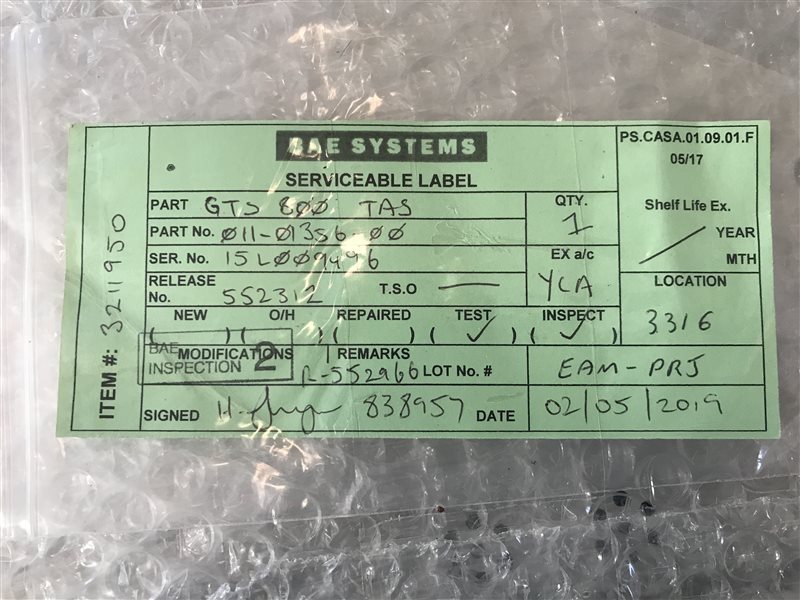 BAE SYSTEMS
SERVICEABLE LABEL
PS.CASA.01.09.01.F
05/17
ITEM #: 3211950
PART GTS 800 TAS
QTY. 1
Shelf Life Ex.
YEAR
MTH
PART No. 011-01356-00
SER. No. 15L009496
EX a/c YCA
RELEASE No. 552312
T.S.O —
LOCATION 3316
NEW O/H REPAIRED TEST INSPECT
( ) ( ) ( ) ( ✓ ) ( ✓ )
MODIFICATIONS
BAE INSPECTION 2
REMARKS
R-552966
LOT No. # EAM-PRJ
SIGNED 838957 DATE 02/05/2019